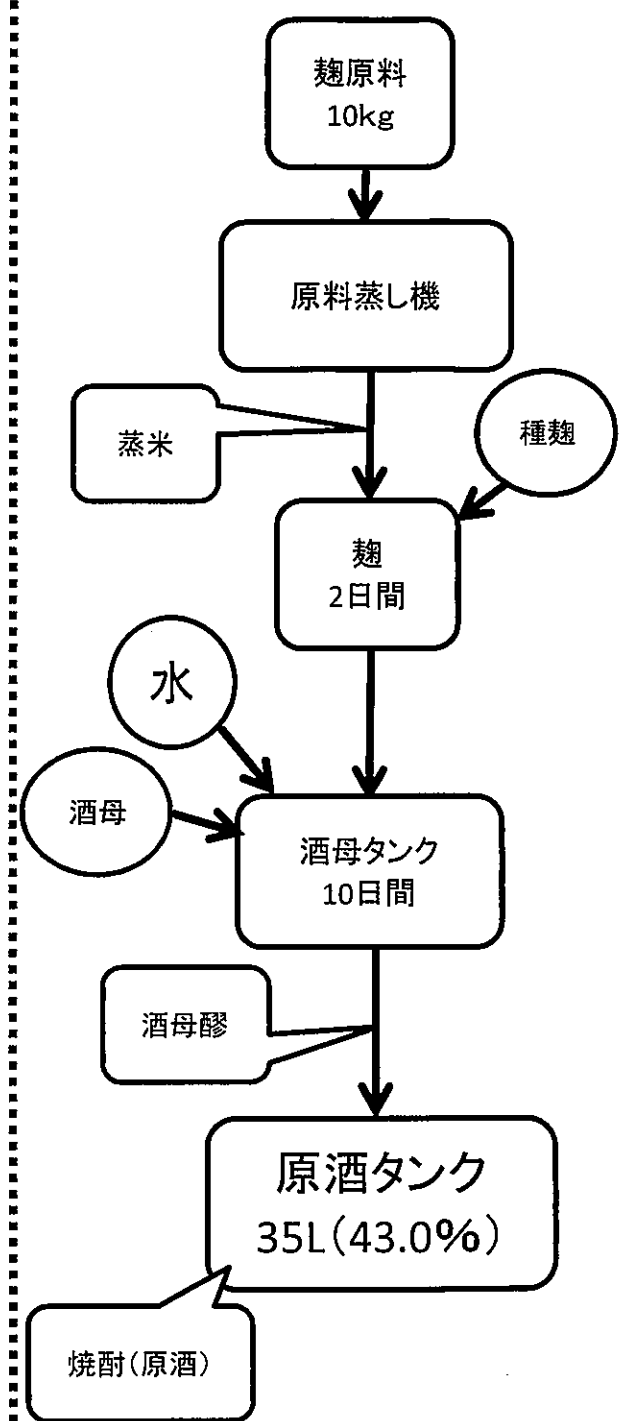 麹原料
10kg
原料蒸し機
蒸米
種麹
麹
2日間
水
酒母
酒母タンク
10日間
酒母醪
原酒タンク
35L(43.0%)
焼酎(原酒)